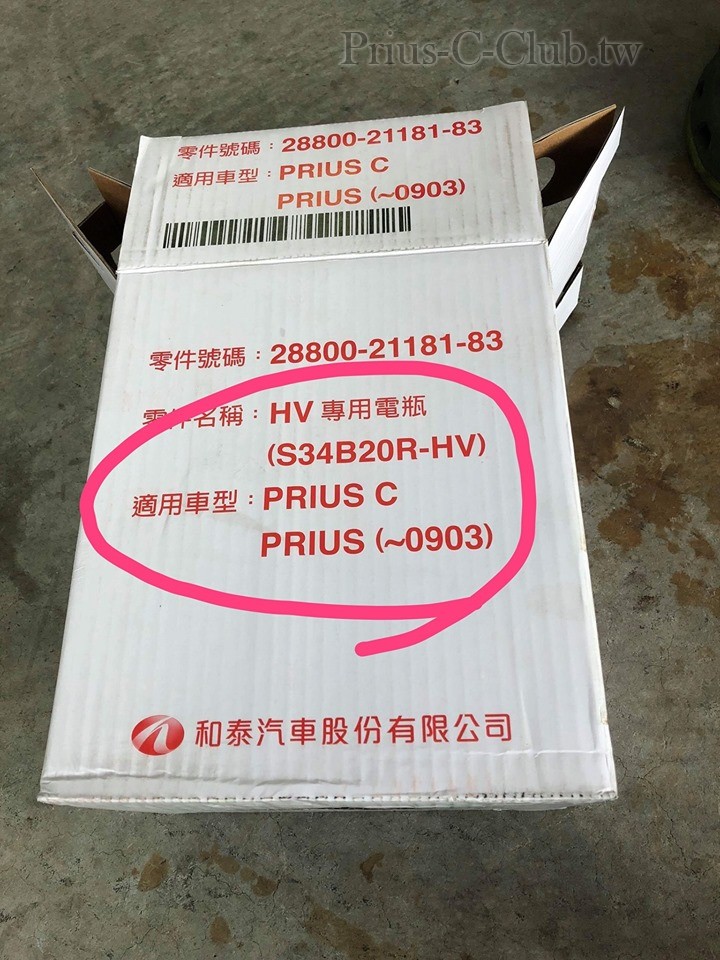 Prius-C-Club.tw
零件號碼：28800-21181-83
適用車型：PRIUS C
PRIUS (~0903)
零件號碼：28800-21181-83
零件名稱：HV 專用電瓶
(S34B20R-HV)
適用車型：PRIUS C
PRIUS (~0903)
和泰汽車股份有限公司